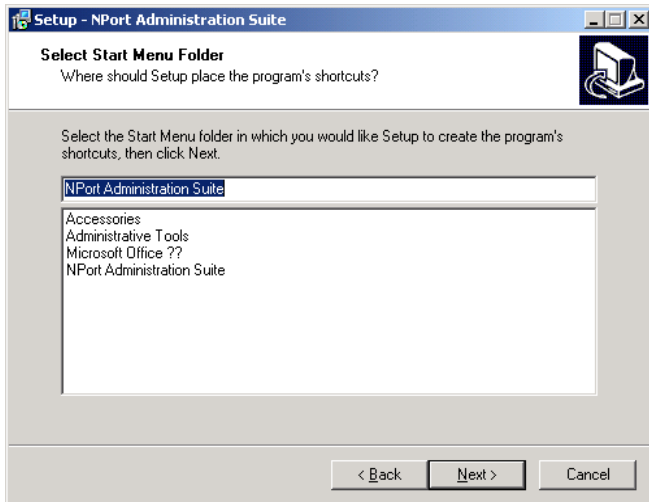 Setup - NPort Administration Suite
Select Start Menu Folder
Where should Setup place the program's shortcuts?
Select the Start Menu folder in which you would like Setup to create the program's
shortcuts, then click Next.
NPort Administration Suite
Accessories
Administrative Tools
Microsoft Office ??
NPort Administration Suite
< Back
Next >
Cancel